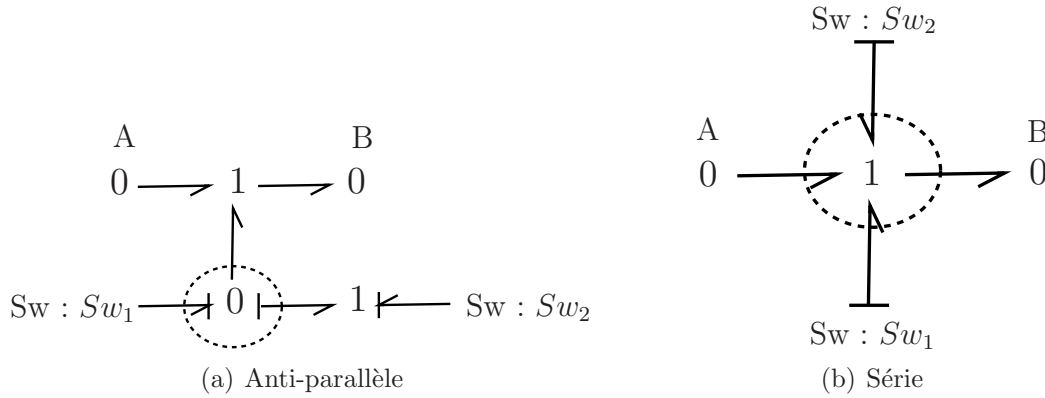 Sw : Sw₂
A B
0 1 0
A B
0 1 0
Sw : Sw₁ 0 1 Sw : Sw₂
Sw : Sw₁
(a) Anti-parallèle
(b) Série